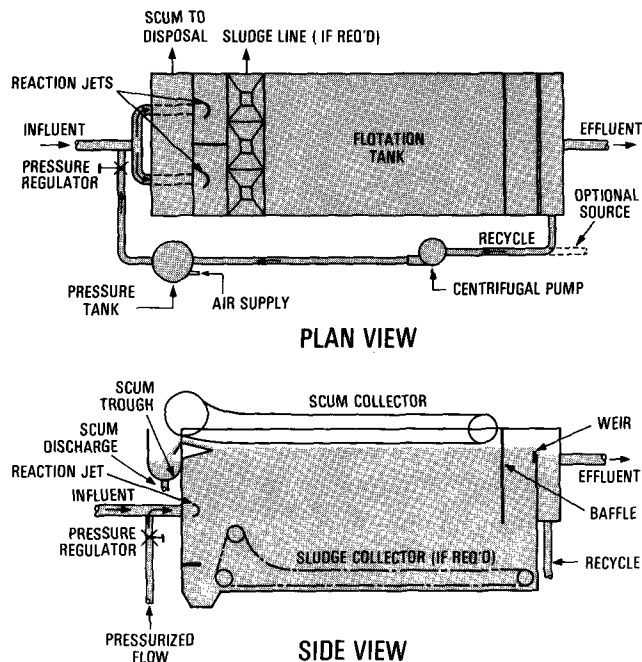 SCUM TO
DISPOSAL
SLUDGE LINE ( IF REQ'D)
REACTION JETS
INFLUENT
PRESSURE
REGULATOR
FLOTATION
TANK
EFFLUENT
OPTIONAL
SOURCE
RECYCLE
PRESSURE
TANK
AIR SUPPLY
CENTRIFUGAL PUMP
PLAN VIEW
SCUM
TROUGH
SCUM COLLECTOR
SCUM
DISCHARGE
WEIR
REACTION JET
EFFLUENT
INFLUENT
BAFFLE
PRESSURE
REGULATOR
SLUDGE COLLECTOR (IF REQ'D)
RECYCLE
PRESSURIZED
FLOW
SIDE VIEW